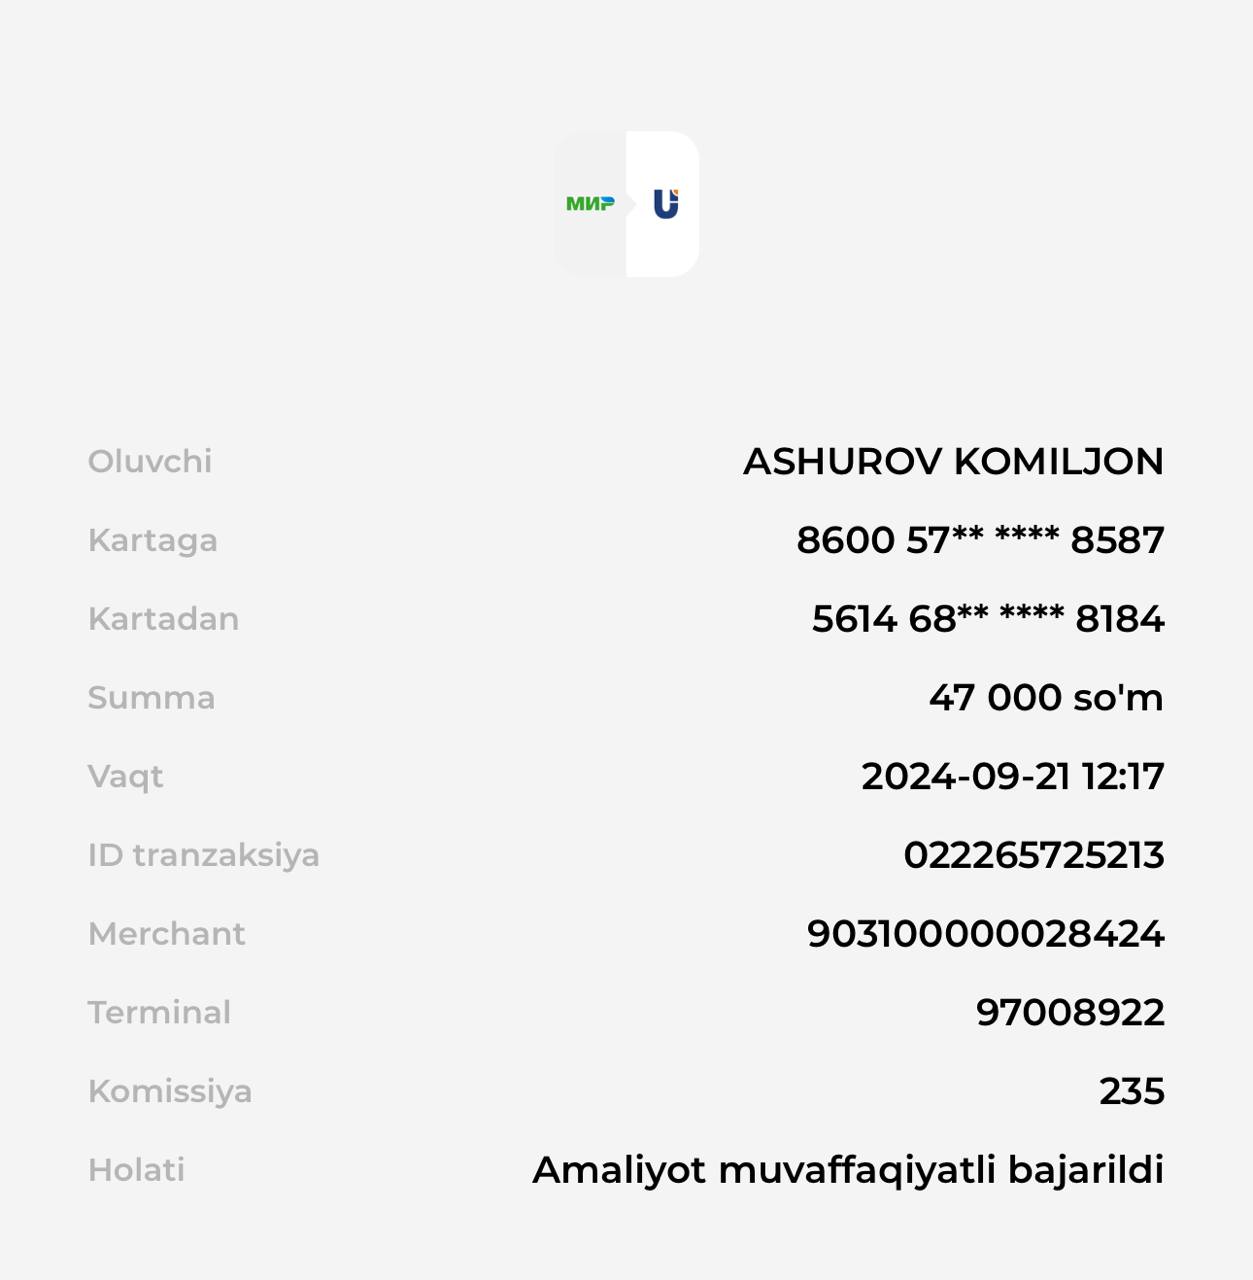 МИР U
Oluvchi ASHUROV KOMILJON
Kartaga 8600 57** **** 8587
Kartadan 5614 68** **** 8184
Summa 47 000 so'm
Vaqt 2024-09-21 12:17
ID tranzaksiya 022265725213
Merchant 903100000028424
Terminal 97008922
Komissiya 235
Holati Amaliyot muvaffaqiyatli bajarildi